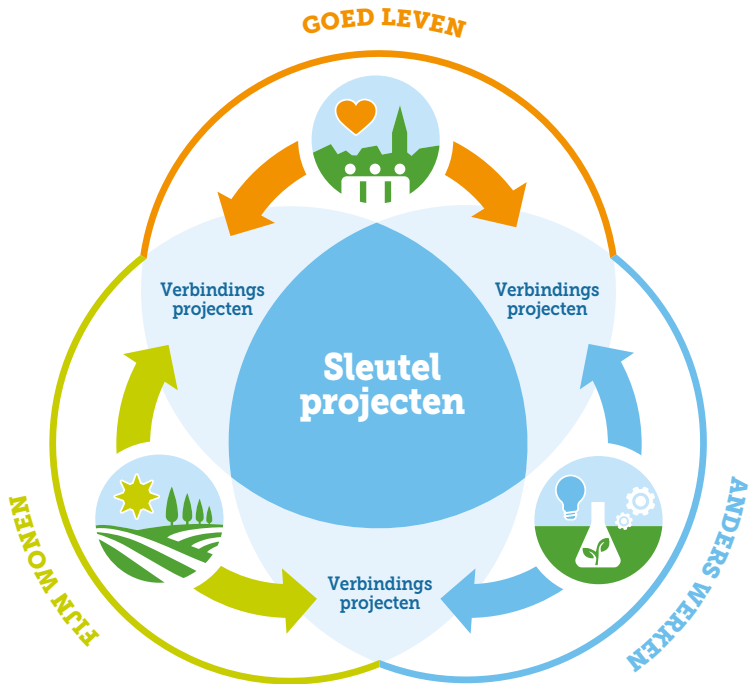 GOED LEVEN
Verbindings
projecten
Verbindings
projecten
Sleutel
projecten
FIJN WONEN
ANDERS WERKEN
Verbindings
projecten